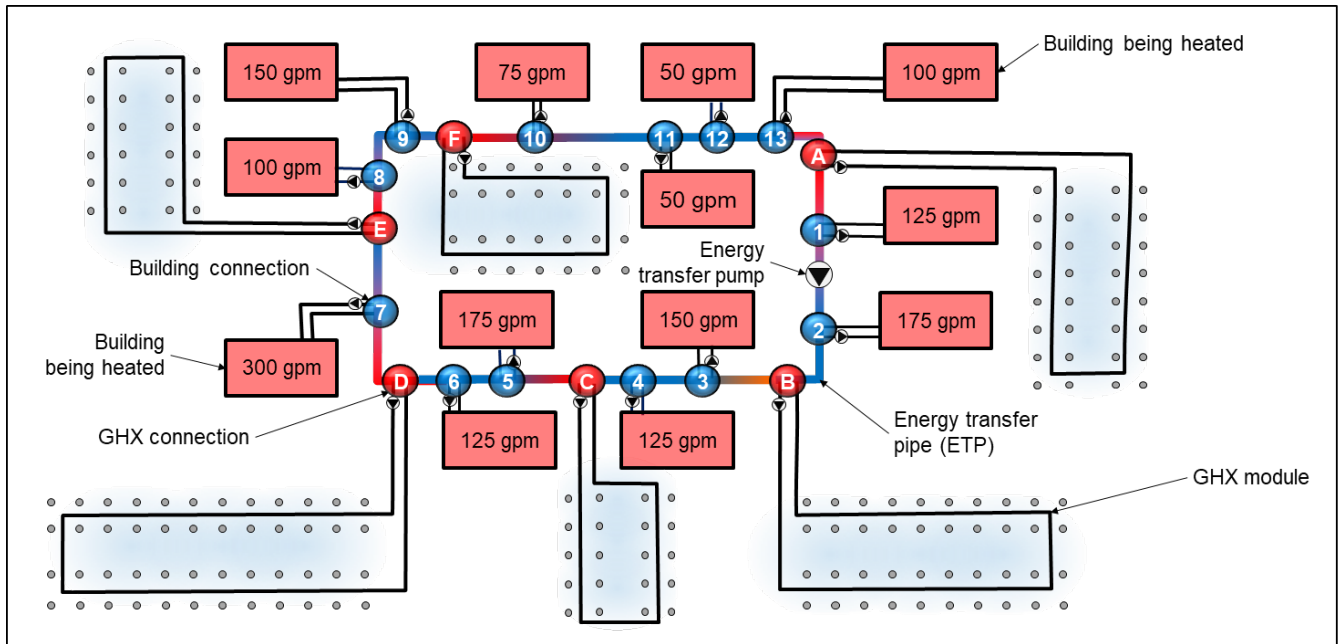 150 gpm
75 gpm
50 gpm
100 gpm
Building being heated
9
F
10
11
12
13
A
100 gpm
8
50 gpm
1
125 gpm
E
Energy
transfer pump
Building connection
7
175 gpm
150 gpm
2
175 gpm
Building
being heated
300 gpm
D
6
5
C
4
3
B
GHX connection
125 gpm
125 gpm
Energy transfer
pipe (ETP)
GHX module